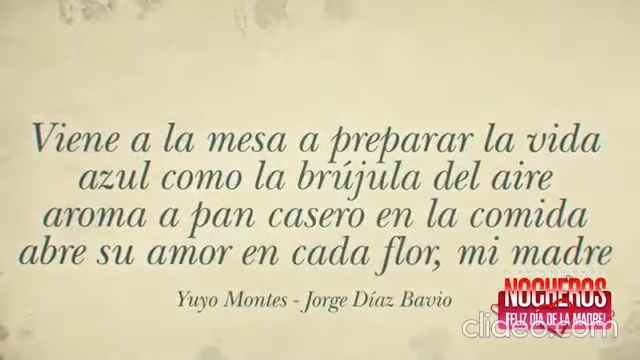 Viene a la mesa a preparar la vida
azul como la brújula del aire
aroma a pan casero en la comida
abre su amor en cada flor, mi madre
Yuyo Montes - Jorge Díaz Bavio
NOCHEROS
¡FELIZ DÍA DE LA MADRE!
clideo.com